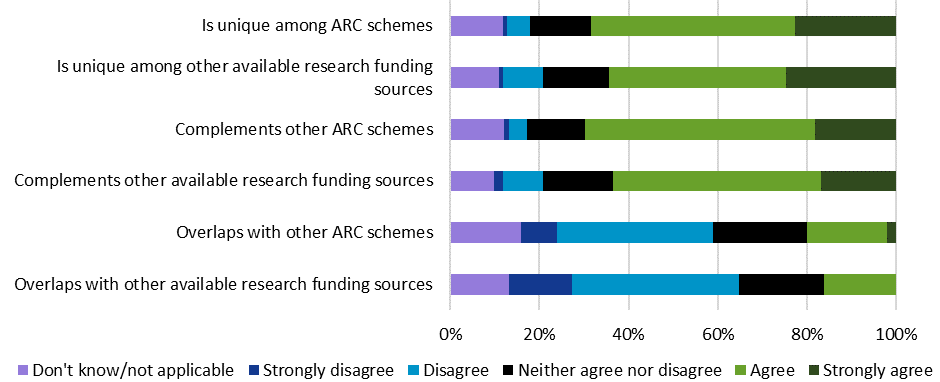 Is unique among ARC schemes
Is unique among other available research funding
sources
Complements other ARC schemes
Complements other available research funding sources
Overlaps with other ARC schemes
Overlaps with other available research funding sources
0% 20% 40% 60% 80% 100%
Don't know/not applicable Strongly disagree Disagree Neither agree nor disagree Agree Strongly agree